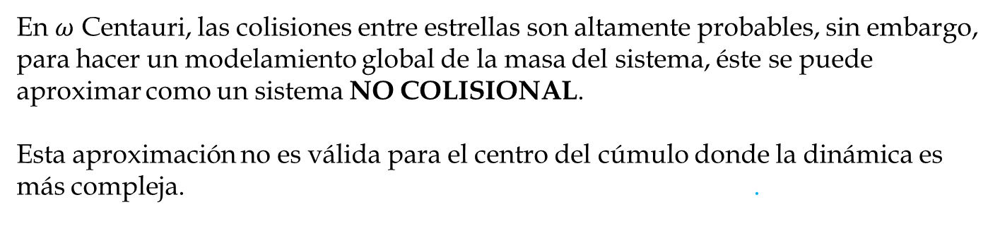 En ω Centauri, las colisiones entre estrellas son altamente probables, sin embargo,
para hacer un modelamiento global de la masa del sistema, éste se puede
aproximar como un sistema NO COLISIONAL.
Esta aproximación no es válida para el centro del cúmulo donde la dinámica es
más compleja.